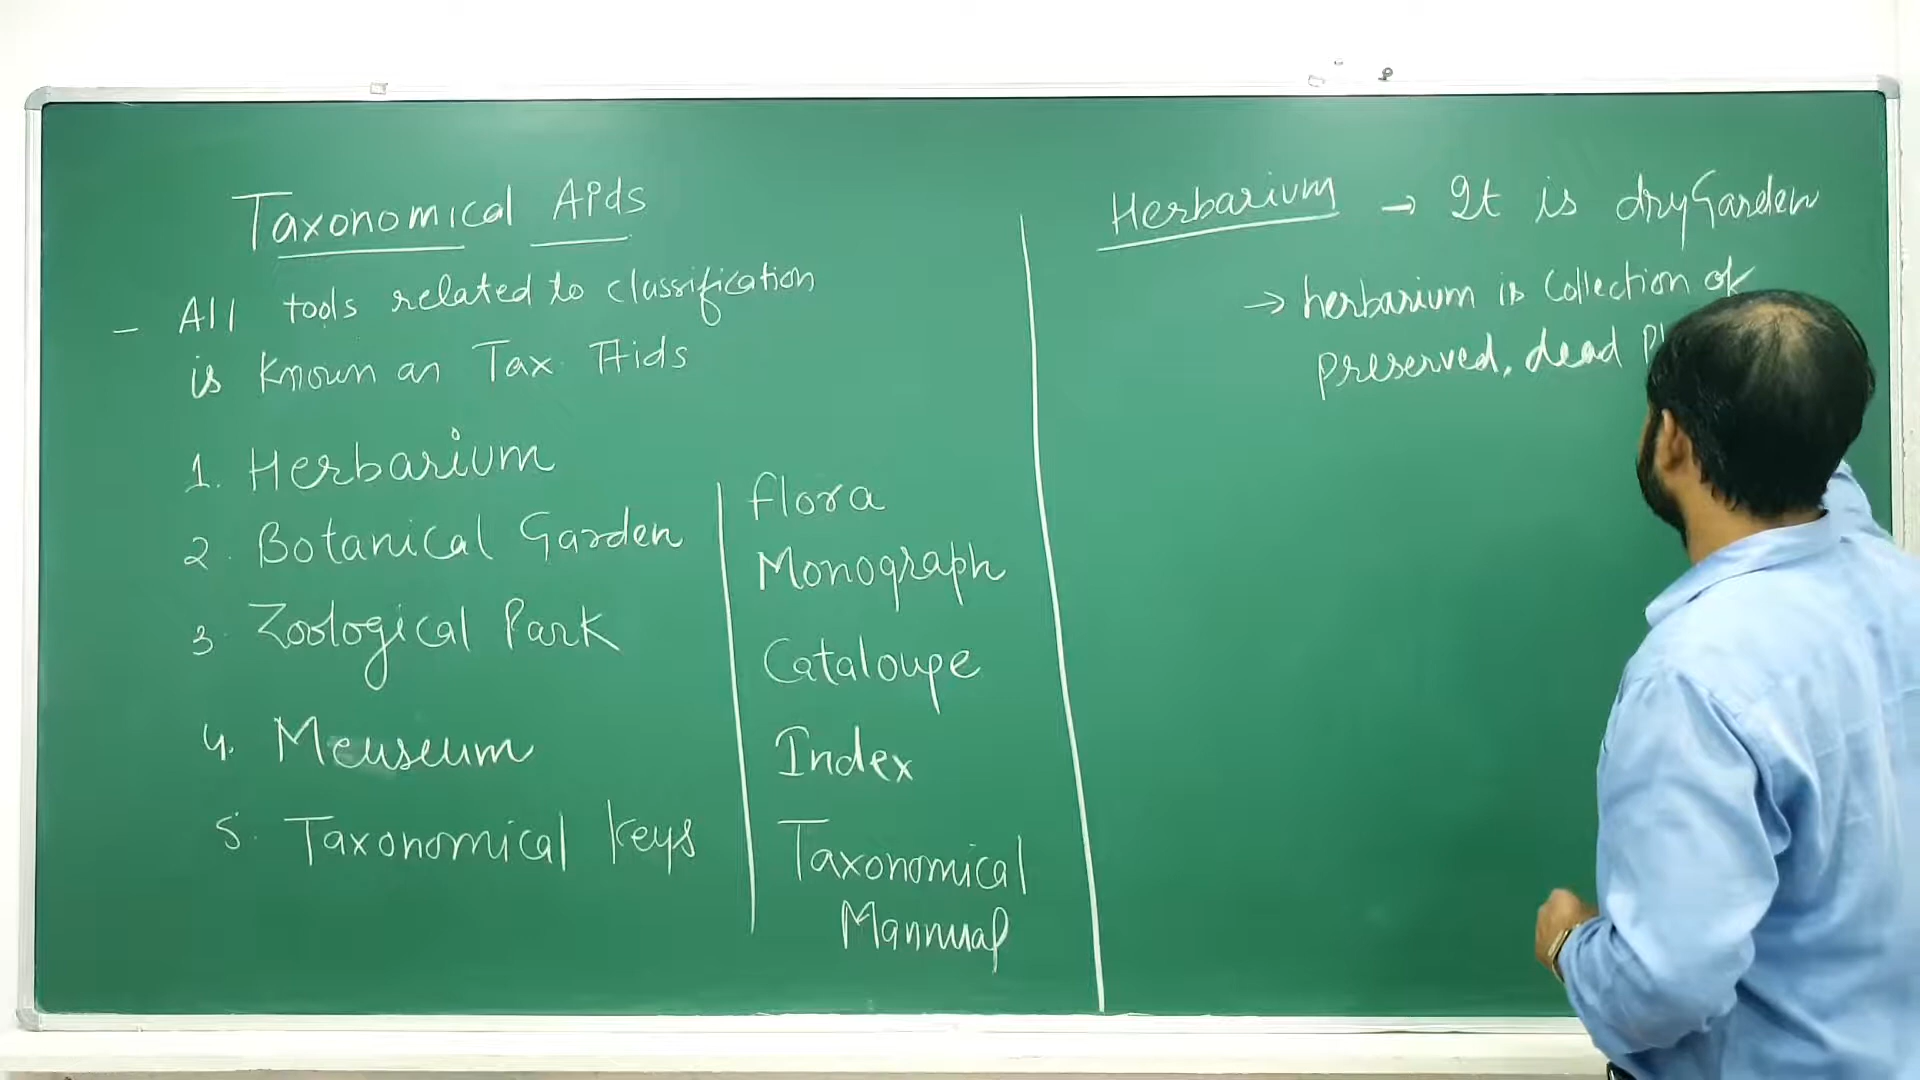 Taxonomical Aids
- All tools related to classification
is known as Tax. Aids
1. Herbarium
2. Botanical Garden
3. Zoological Park
4. Meuseum
5. Taxonomical keys
flora
Monograph
Cataloupe
Index
Taxonomical
Mannual
Herbarium → It is dry Garden
→ herbarium is Collection of
preserved, dead